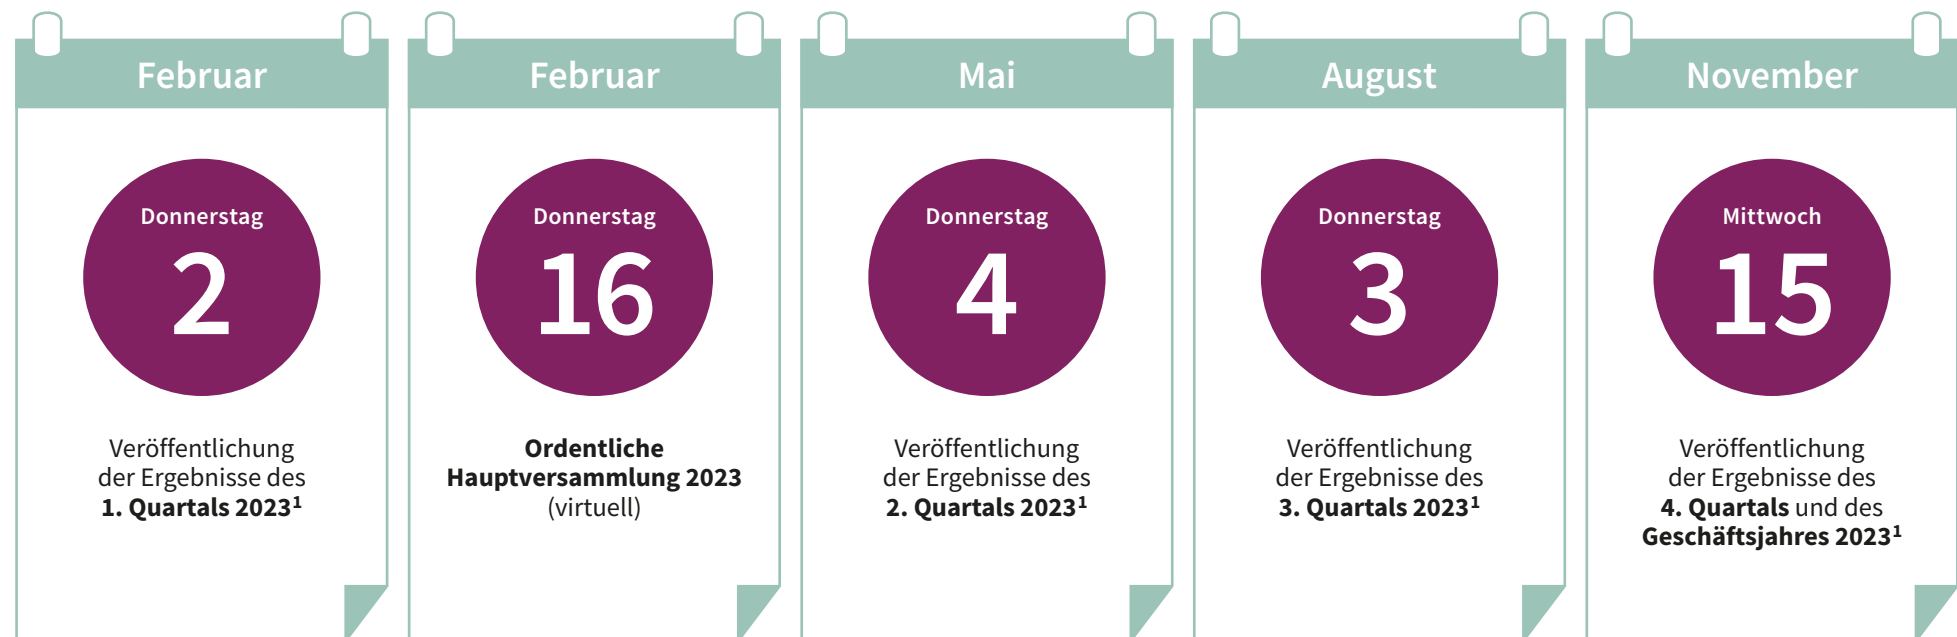 Februar
Donnerstag
2
Veröffentlichung
der Ergebnisse des
1. Quartals 2023¹
Februar
Donnerstag
16
Ordentliche
Hauptversammlung 2023
(virtuell)
Mai
Donnerstag
4
Veröffentlichung
der Ergebnisse des
2. Quartals 2023¹
August
Donnerstag
3
Veröffentlichung
der Ergebnisse des
3. Quartals 2023¹
November
Mittwoch
15
Veröffentlichung
der Ergebnisse des
4. Quartals und des
Geschäftsjahres 2023¹